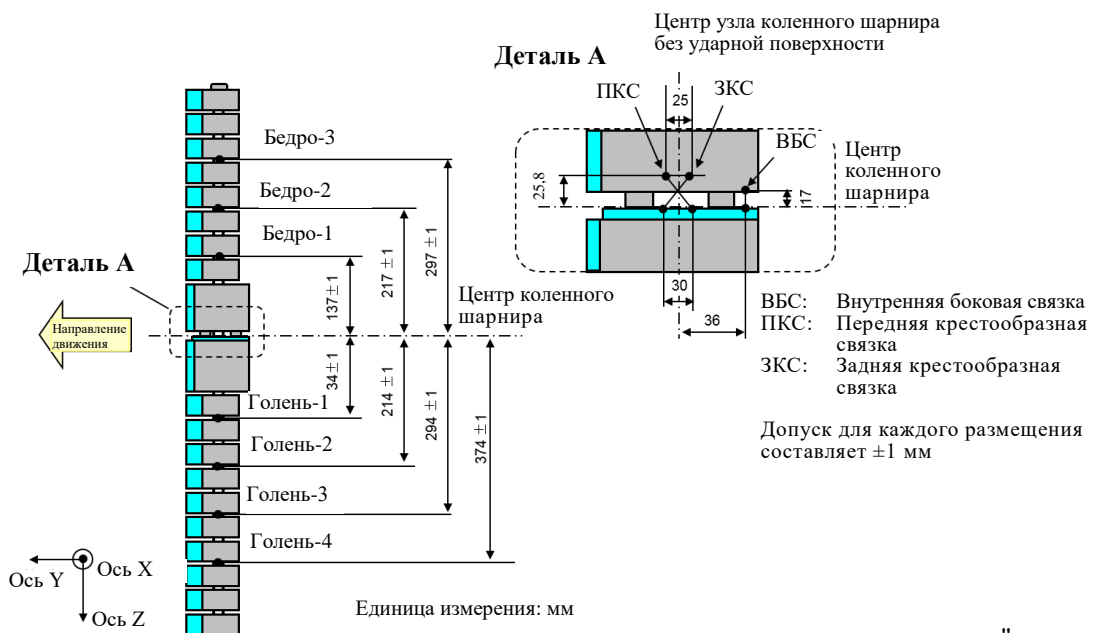 Центр узла коленного шарнира
без ударной поверхности
Деталь А
ПКС
25
ЗКС
ВБС
Центр
коленного
шарнира
25,8
17
30
36
Бедро-3
Бедро-2
Бедро-1
Деталь А
Направление
движения
137±1
217 ±1
297 ±1
Центр коленного
шарнира
34±1
214 ±1
294 ±1
374 ±1
Голень-1
Голень-2
Голень-3
Голень-4
ВБС: Внутренняя боковая связка
ПКС: Передняя крестообразная
связка
ЗКС: Задняя крестообразная
связка
Допуск для каждого размещения
составляет ±1 мм
Ось Y
Ось X
Ось Z
Единица измерения: мм
"